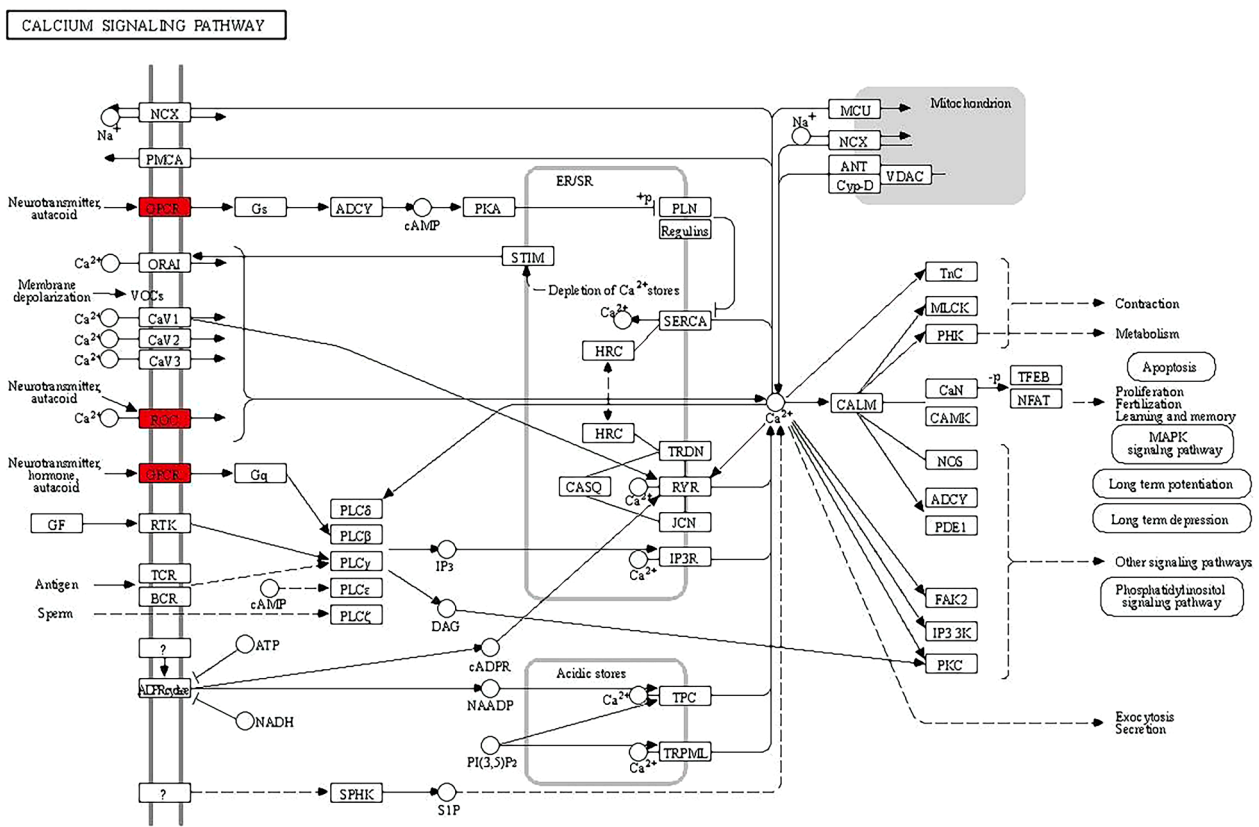 CALCIUM SIGNALING PATHWAY
NCX
Na+
PMCA
Neurotransmitter,
autacoid
GPCR
Gs
ADCY
cAMP
PKA
+p
ER/SR
PLN
Regulins
MCU
Mitochondrion
Na+
NCX
ANT
Cyp-D
VDAC
Ca2+
ORAI
STIM
Membrane
depolarization
VOCs
Depletion of Ca2+ stores
Ca2+
CaV1
Ca2+
CaV2
Ca2+
CaV3
Ca2+
SERCA
HRC
Neurotransmitter,
autacoid
Ca2+
ROC
HRC
TRDN
CASQ
RYR
Ca2+
JCN
Ca2+
CALM
TnC
MLCK
PHK
CaN
CAMK
-p
TFEB
NFAT
NOS
ADCY
PDE1
FAK2
IP3 3K
PKC
Contraction
Metabolism
Apoptosis
Proliferation
Fertilization
Learning and memory
MAPK
signaling pathway
Long term potentiation
Long term depression
Other signaling pathways
Phosphatidylinositol
signaling pathway
Exocytosis
Secretion
Neurotransmitter,
hormone,
autacoid
GPCR
Gq
GF
RTK
PLCδ
PLCβ
PLCγ
PLCε
PLCζ
IP3
IP3R
Ca2+
Antigen
TCR
BCR
cAMP
Sperm
DAG
?
ATP
cADPR
ADPRcyclase
NAADP
NADH
Acidic stores
Ca2+
TPC
PI(3,5)P2
Ca2+
TRPML
?
SPHK
S1P